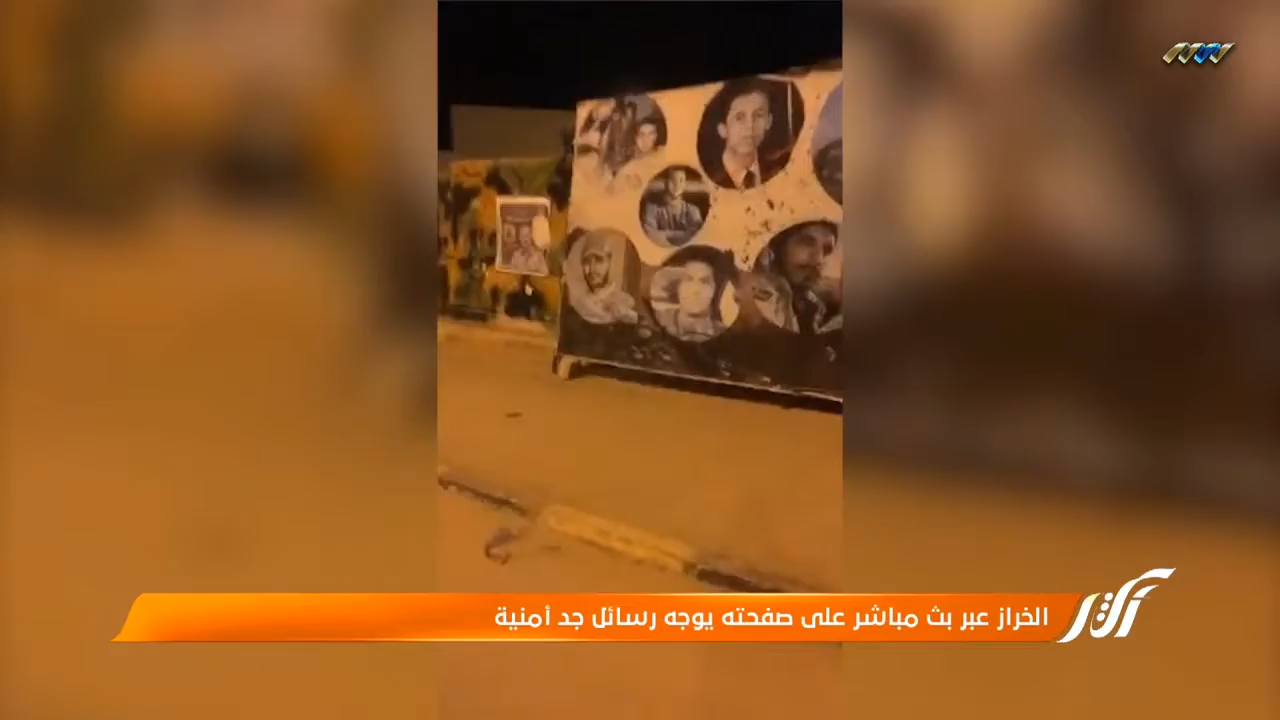 الخراز عبر بث مباشر على صفحته يوجه رسائل جد أمنية